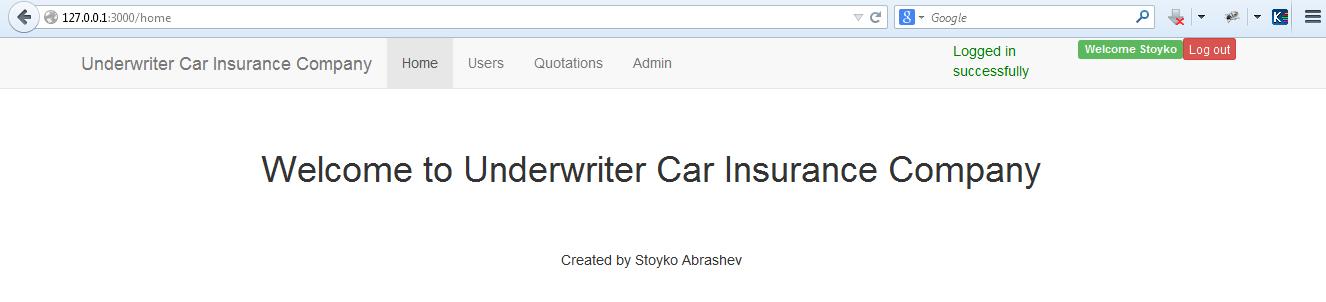 127.0.0.1:3000/home
Google
Underwriter Car Insurance Company Home Users Quotations Admin
Logged in
successfully
Welcome Stoyko Log out
Welcome to Underwriter Car Insurance Company
Created by Stoyko Abrashev